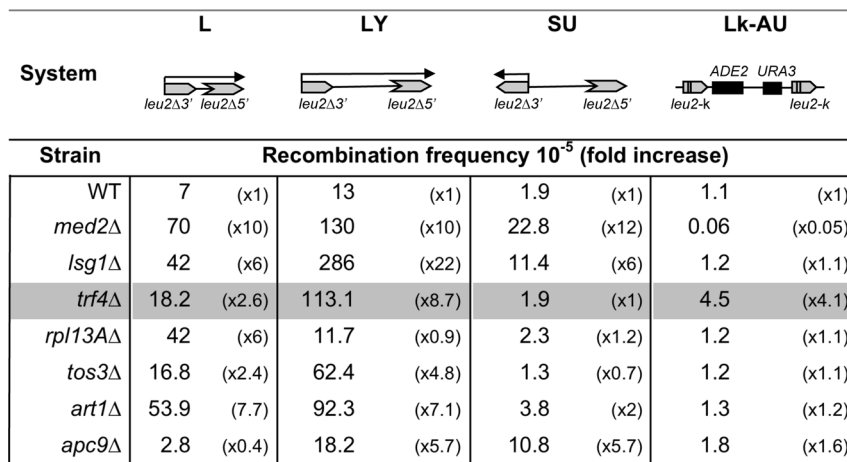 L LY SU Lk-AU
System
ADE2 URA3
leu2Δ3' leu2Δ5' leu2Δ3' leu2Δ5' leu2Δ3' leu2Δ5' leu2-k leu2-k
Strain Recombination frequency 10-5 (fold increase)
WT 7 (x1) 13 (x1) 1.9 (x1) 1.1 (x1)
med2Δ 70 (x10) 130 (x10) 22.8 (x12) 0.06 (x0.05)
lsg1Δ 42 (x6) 286 (x22) 11.4 (x6) 1.2 (x1.1)
trf4Δ 18.2 (x2.6) 113.1 (x8.7) 1.9 (x1) 4.5 (x4.1)
rpl13AΔ 42 (x6) 11.7 (x0.9) 2.3 (x1.2) 1.2 (x1.1)
tos3Δ 16.8 (x2.4) 62.4 (x4.8) 1.3 (x0.7) 1.2 (x1.1)
art1Δ 53.9 (7.7) 92.3 (x7.1) 3.8 (x2) 1.3 (x1.2)
apc9Δ 2.8 (x0.4) 18.2 (x5.7) 10.8 (x5.7) 1.8 (x1.6)